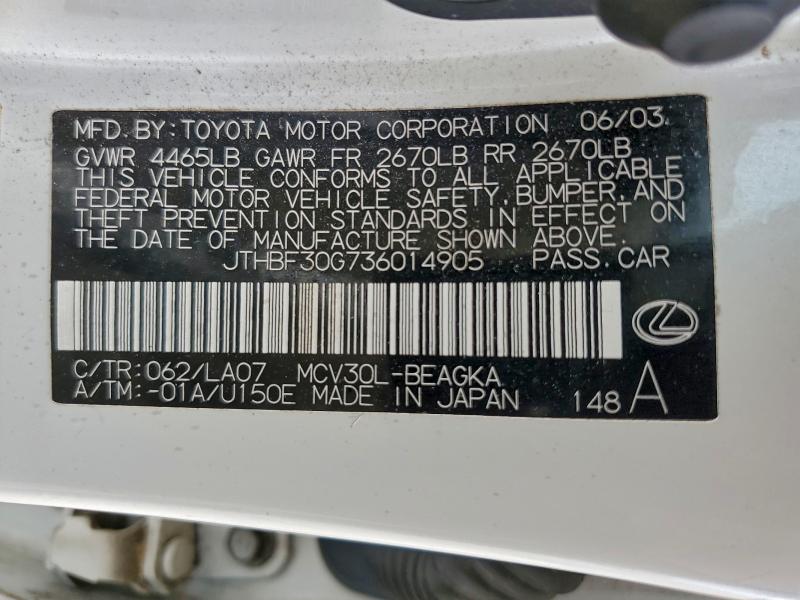 MFD. BY: TOYOTA MOTOR CORPORATION 06/03
GVWR 4465LB GAWR FR 2670LB RR 2670LB
THIS VEHICLE CONFORMS TO ALL APPLICABLE
FEDERAL MOTOR VEHICLE SAFETY, BUMPER, AND
THEFT PREVENTION STANDARDS IN EFFECT ON
THE DATE OF MANUFACTURE SHOWN ABOVE.
JTHBF30G736014905 PASS. CAR
C/TR: 062/LA07 MCV30L-BEAGKA
A/TM: -01A/U150E MADE IN JAPAN 148 A